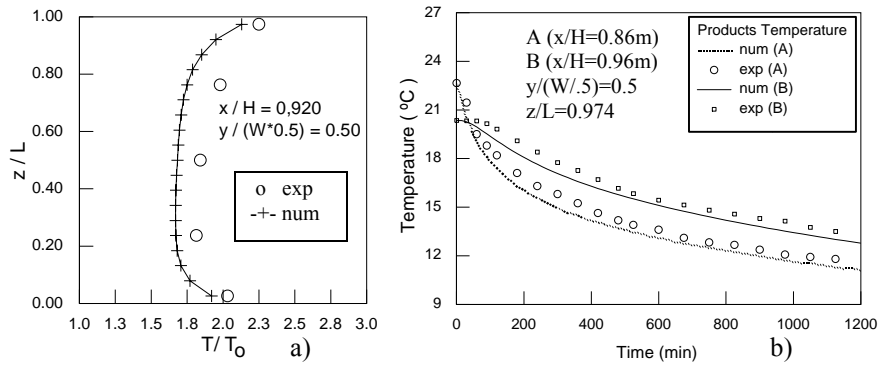 1.00
0.80
0.60
0.40
0.20
0.00
z / L
x / H = 0,920
y / (W*0.5) = 0.50
o exp
-+- num
1.0 1.3 1.5 1.8 2.0 2.3 2.5 2.8 3.0
T/ To
a)
27
24
21
18
15
12
9
Temperature ( ºC)
A (x/H=0.86m)
B (x/H=0.96m)
y/(W/.5)=0.5
z/L=0.974
Products Temperature
num (A)
exp (A)
num (B)
exp (B)
0 200 400 600 800 1000 1200
Time (min)
b)